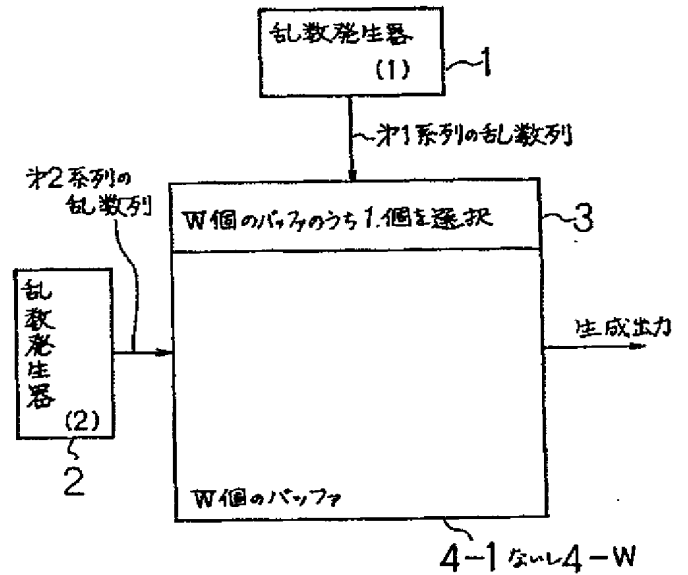 乱数発生器
(1)
1
㐧1系列の乱数列
㐧2系列の
乱数列
W個のバッファのうち1個を選択
3
乱数発生器
(2)
2
生成出力
W個のバッファ
4-1 ないし 4-W